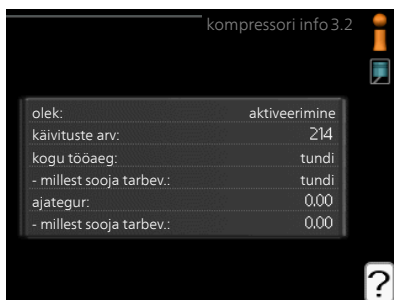 kompressori info 3.2
olek: aktiveerimine
käivituste arv: 214
kogu tööaeg: tundi
- millest sooja tarbev.: tundi
ajategur: 0.00
- millest sooja tarbev.: 0.00
?